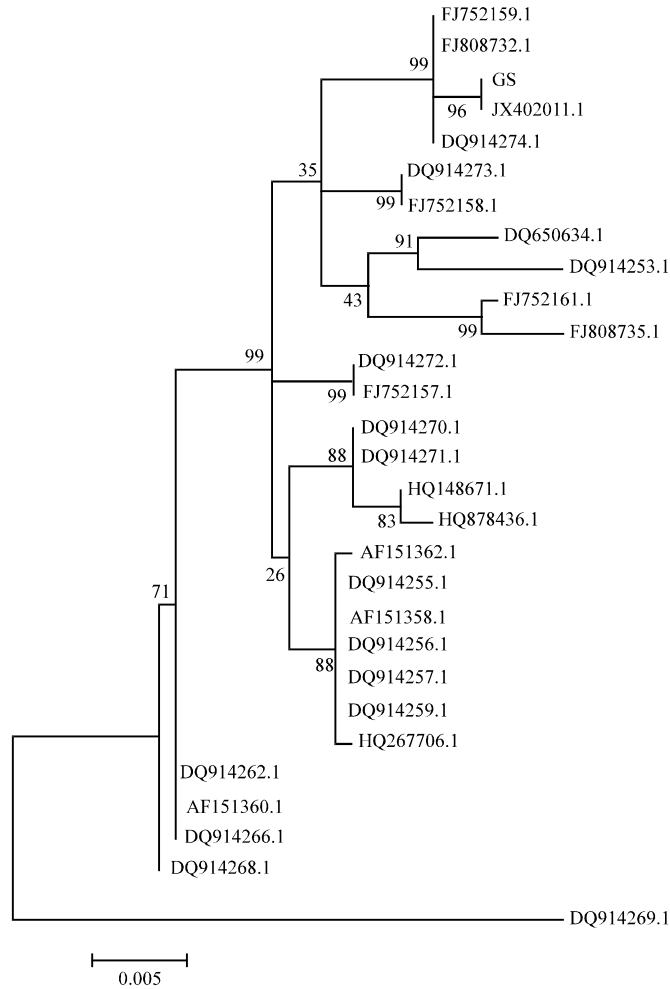 FJ752159.1
FJ808732.1
99
GS
96
JX402011.1
DQ914274.1
35
DQ914273.1
99
FJ752158.1
DQ650634.1
91
DQ914253.1
43
FJ752161.1
99
FJ808735.1
99
DQ914272.1
99
FJ752157.1
DQ914270.1
88
DQ914271.1
HQ148671.1
83
HQ878436.1
AF151362.1
26
DQ914255.1
71
AF151358.1
DQ914256.1
88
DQ914257.1
DQ914259.1
HQ267706.1
DQ914262.1
AF151360.1
DQ914266.1
DQ914268.1
DQ914269.1
0.005